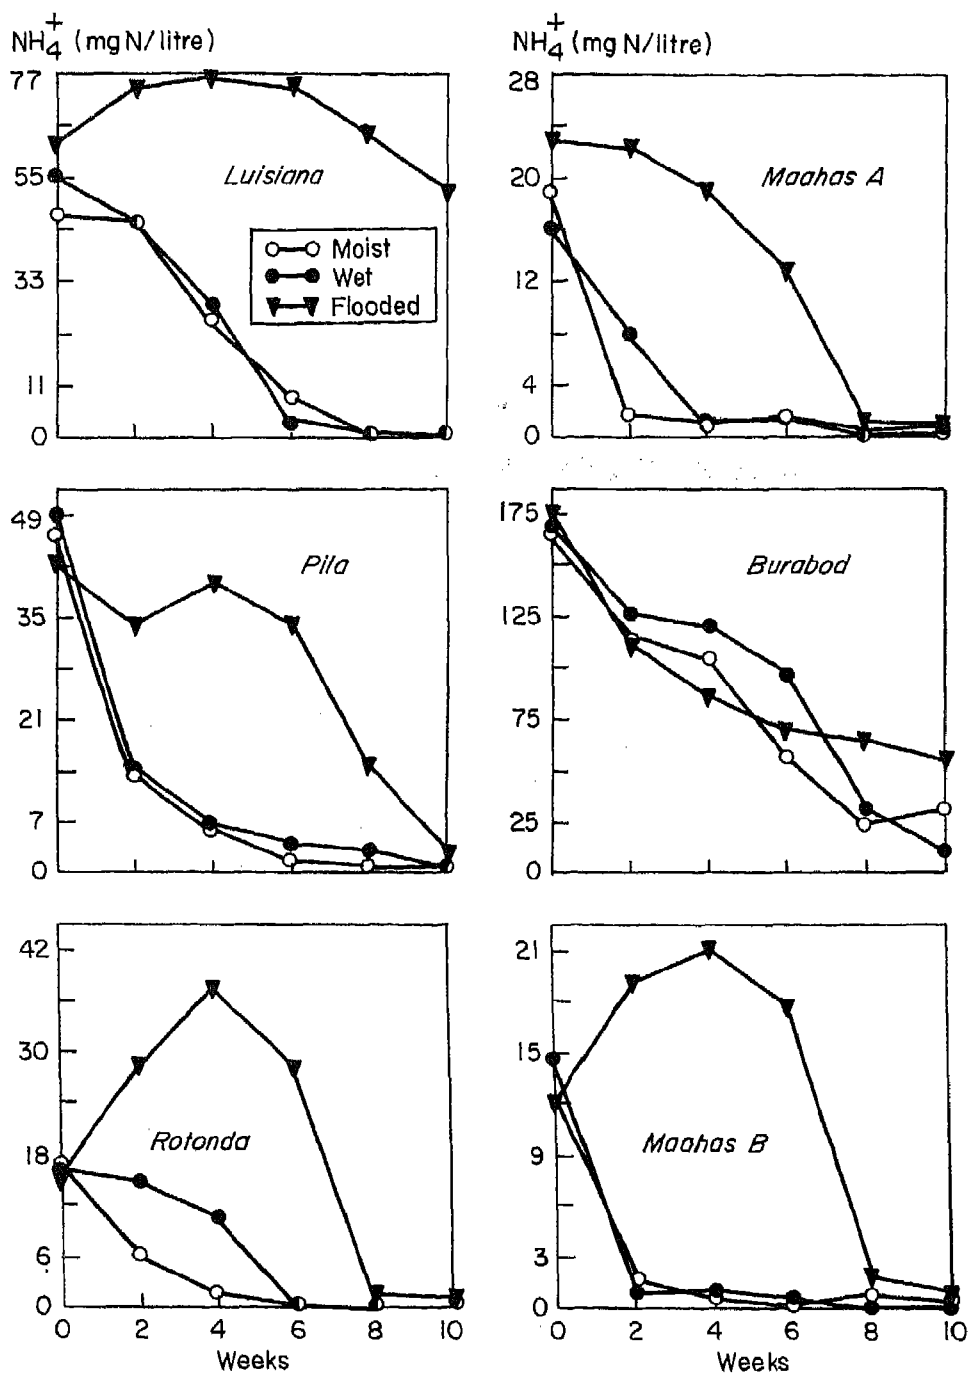 NH4+ (mg N/litre)
77
55
33
11
0
Luisiana
Moist
Wet
Flooded
NH4+ (mg N/litre)
28
20
12
4
0
Maahas A
49
35
21
7
0
Pila
175
125
75
25
0
Burabod
42
30
18
6
0
Rotonda
0 2 4 6 8 10
Weeks
21
15
9
3
0
Maahas B
0 2 4 6 8 10
Weeks